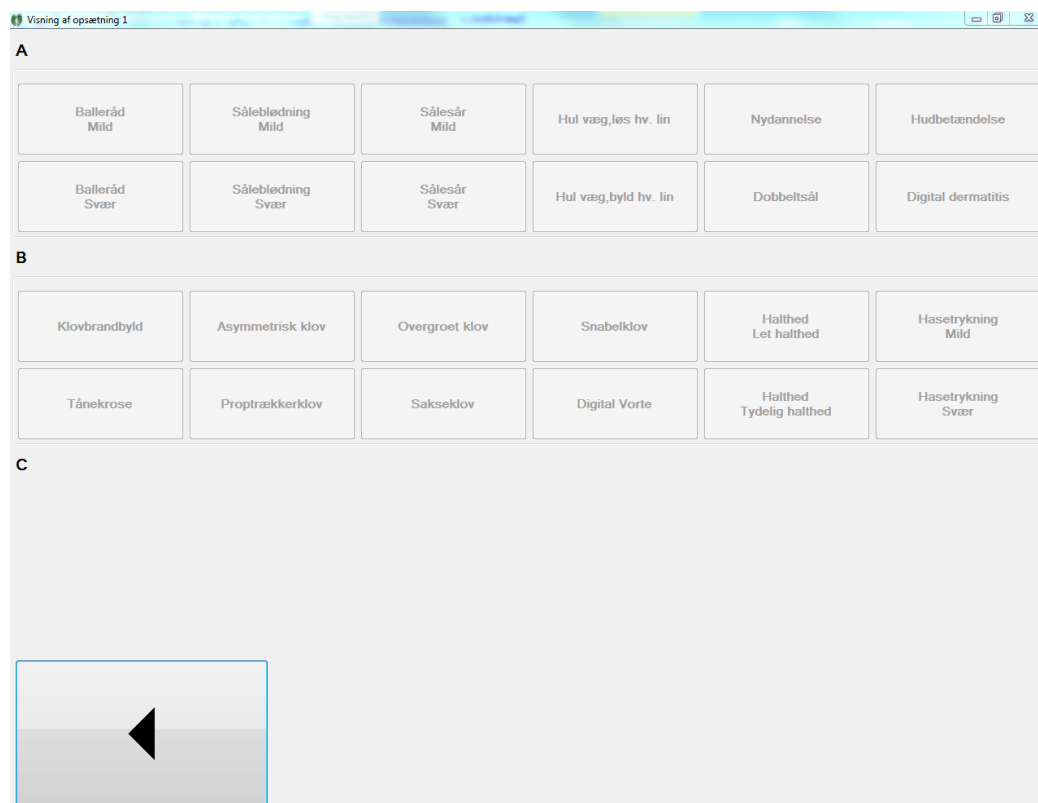 Visning af opsætning 1
A
Balleråd
Mild
Såleblødning
Mild
Sålesår
Mild
Hul væg,løs hv. lin
Nydannelse
Hudbetændelse
Balleråd
Svær
Såleblødning
Svær
Sålesår
Svær
Hul væg,byld hv. lin
Dobbeltsål
Digital dermatitis
B
Klovbrandbyld
Asymmetrisk klov
Overgroet klov
Snabelklov
Halthed
Let halthed
Hasetrykning
Mild
Tånekrose
Proptrækkerklov
Sakseklov
Digital Vorte
Halthed
Tydelig halthed
Hasetrykning
Svær
C